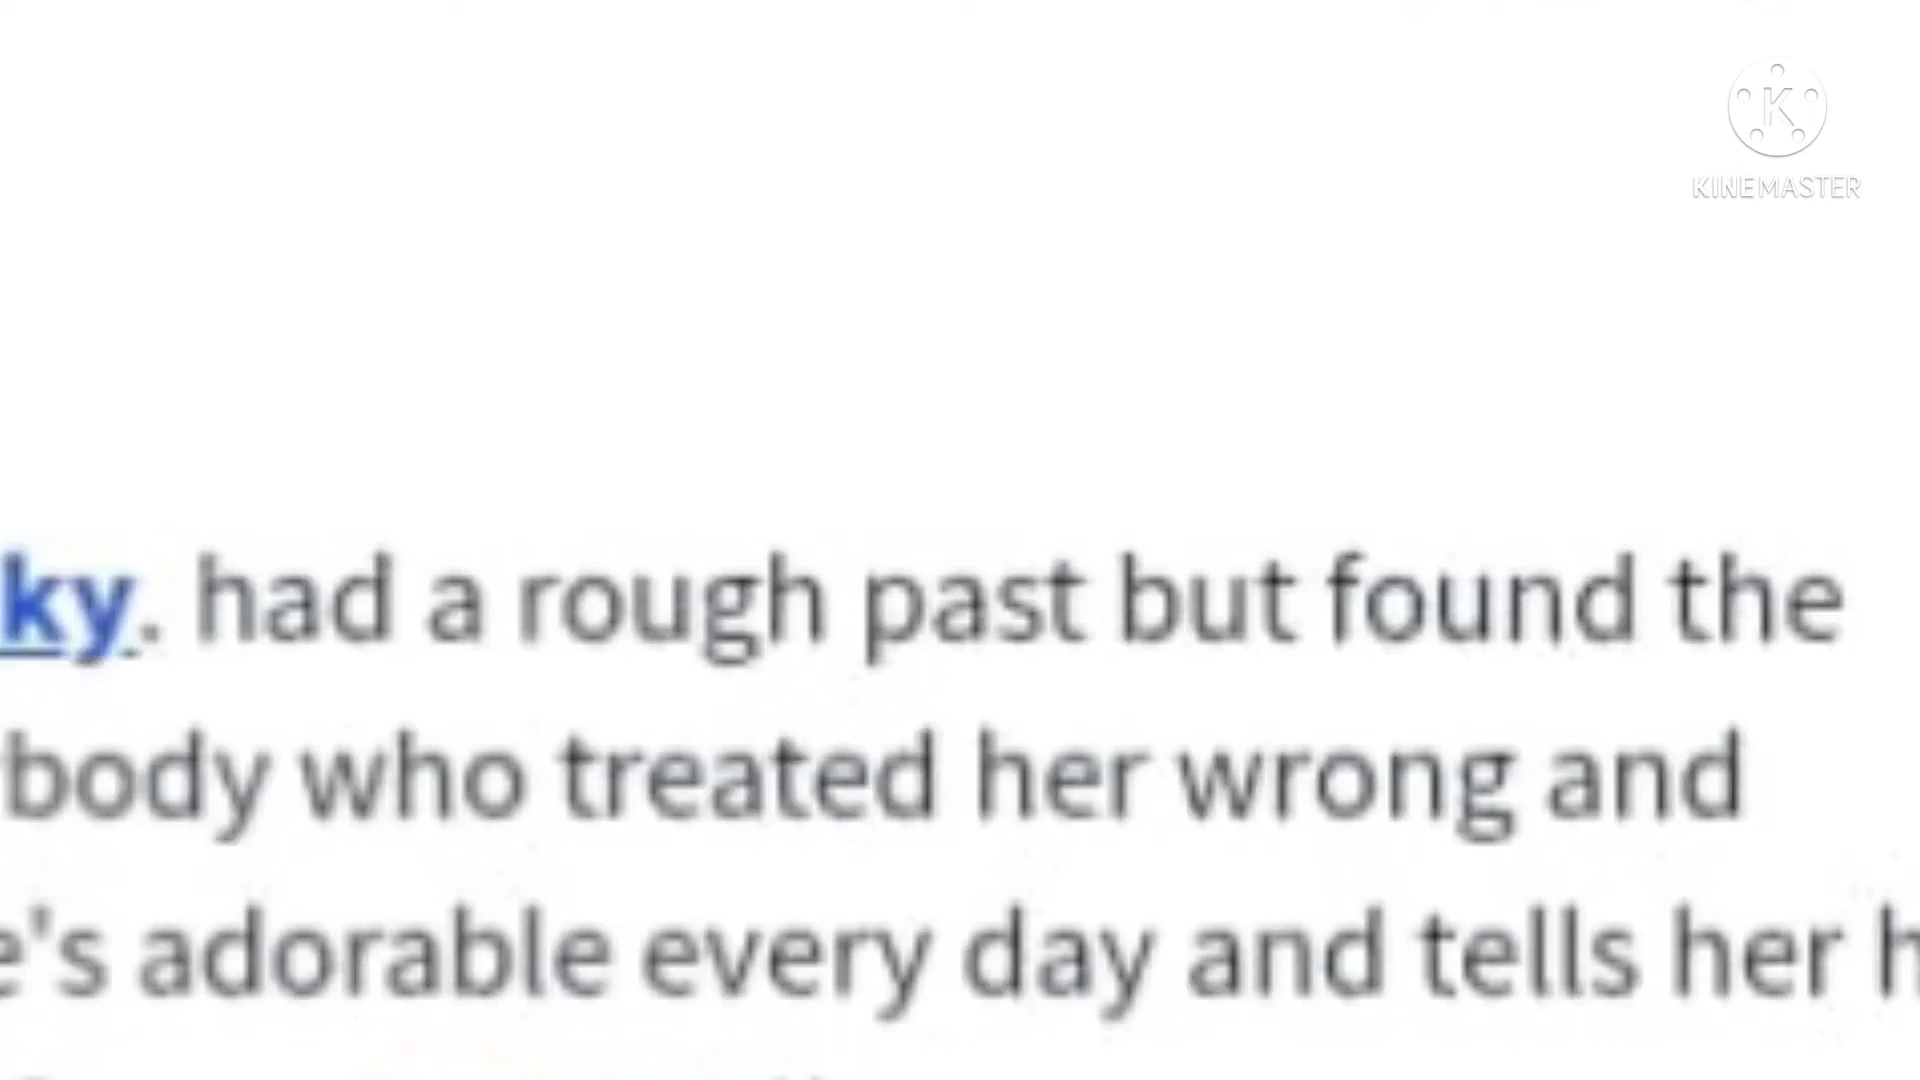 K
KINEMASTER
ky. had a rough past but found the
body who treated her wrong and
e's adorable every day and tells her h